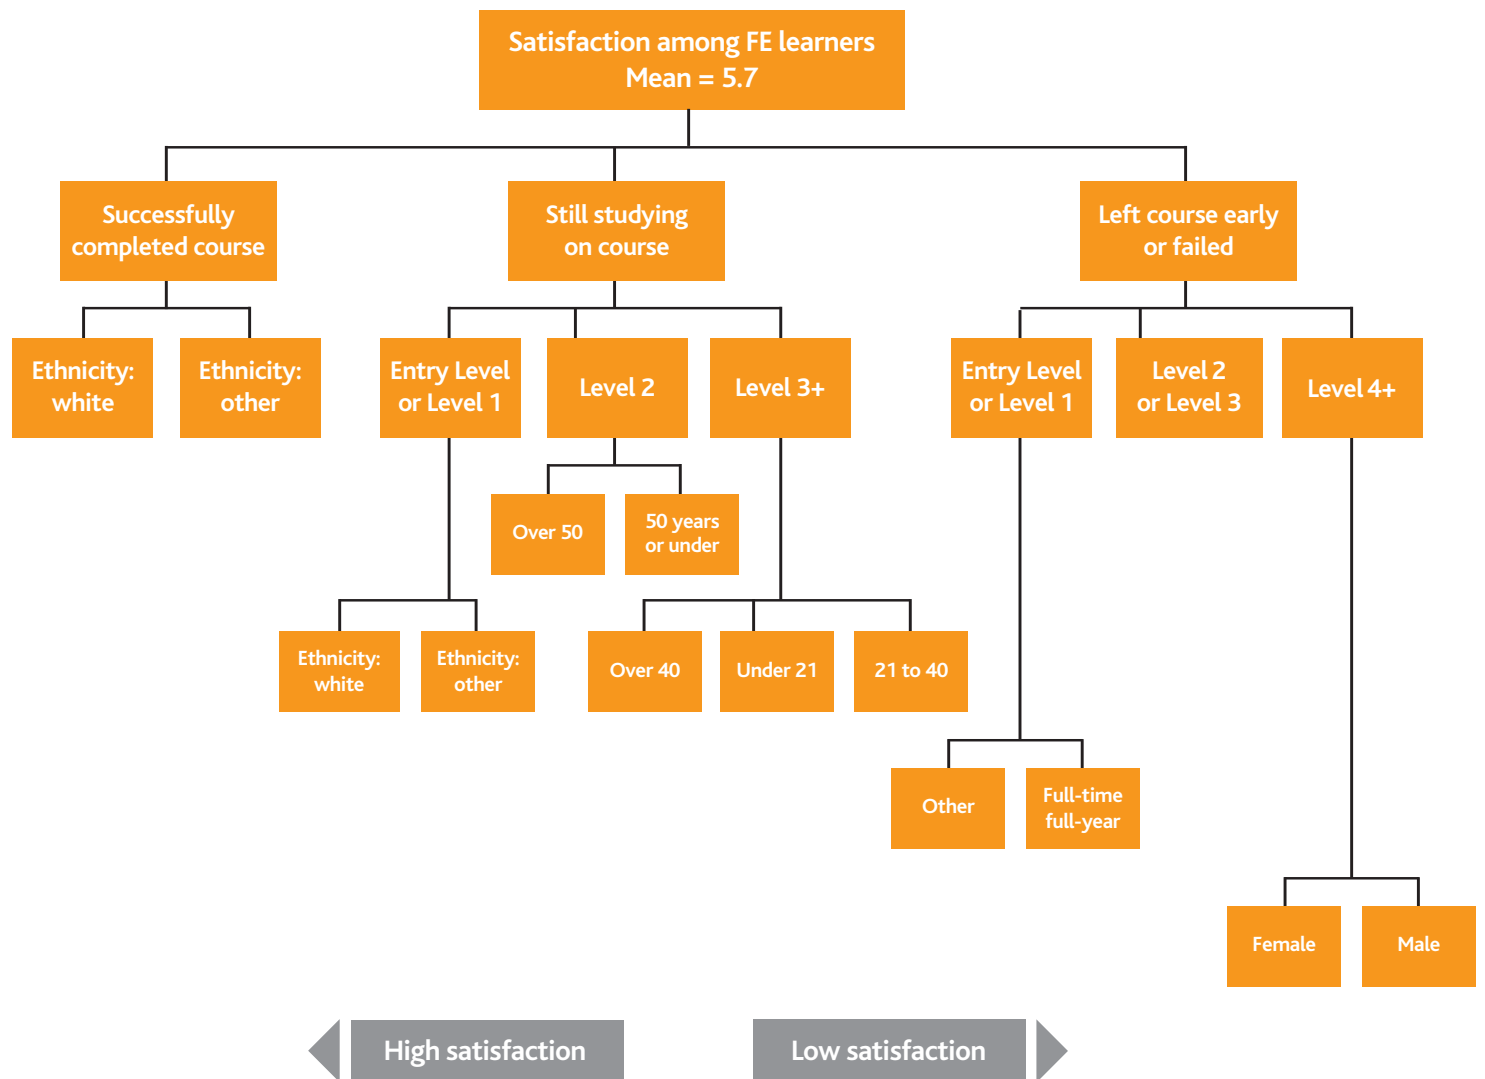 Satisfaction among FE learners
Mean = 5.7
Successfully
completed course
Still studying
on course
Left course early
or failed
Ethnicity:
white
Ethnicity:
other
Entry Level
or Level 1
Level 2
Level 3+
Entry Level
or Level 1
Level 2
or Level 3
Level 4+
Over 50
50 years
or under
Ethnicity:
white
Ethnicity:
other
Over 40
Under 21
21 to 40
Other
Full-time
full-year
Female
Male
High satisfaction
Low satisfaction